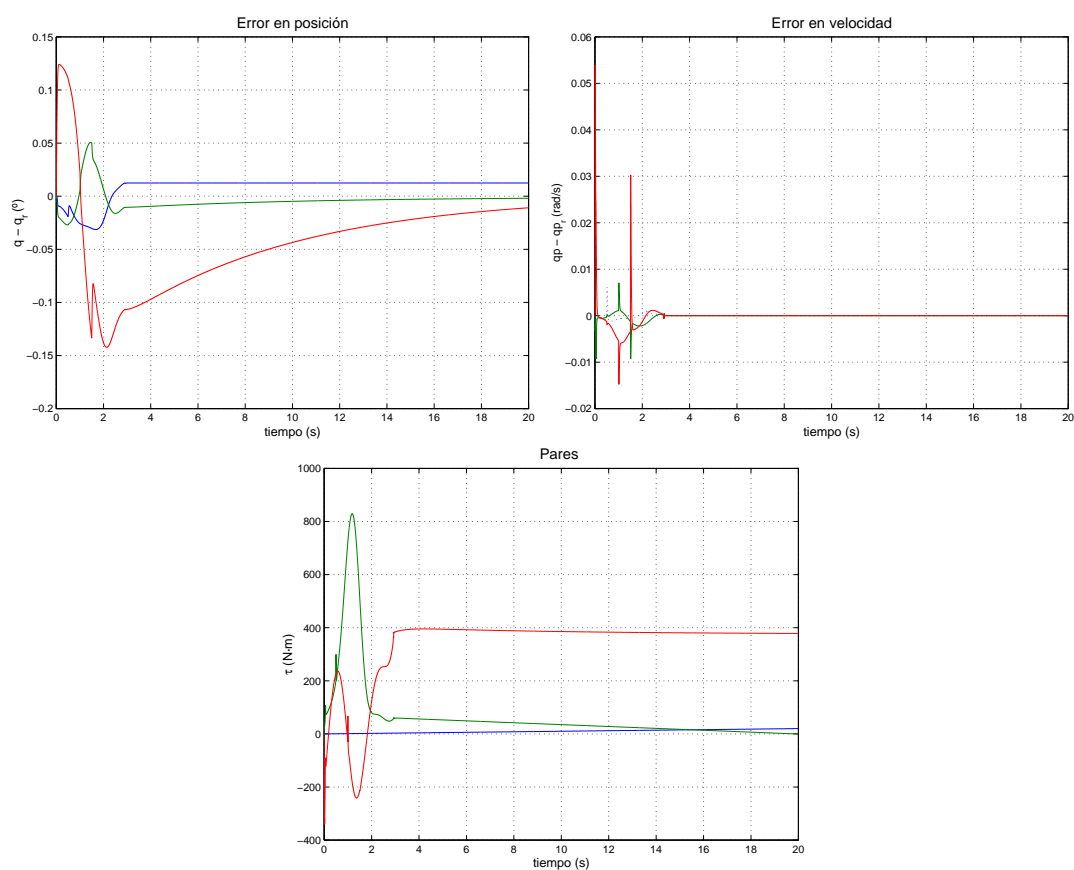 Error en posición
0.15
0.1
0.05
0
−0.05
−0.1
−0.15
−0.2
q − q_r (º)
0 2 4 6 8 10 12 14 16 18 20
tiempo (s)
Error en velocidad
0.06
0.05
0.04
0.03
0.02
0.01
0
−0.01
−0.02
qp − qp_r (rad/s)
0 2 4 6 8 10 12 14 16 18 20
tiempo (s)
Pares
1000
800
600
400
200
0
−200
−400
τ (N·m)
0 2 4 6 8 10 12 14 16 18 20
tiempo (s)